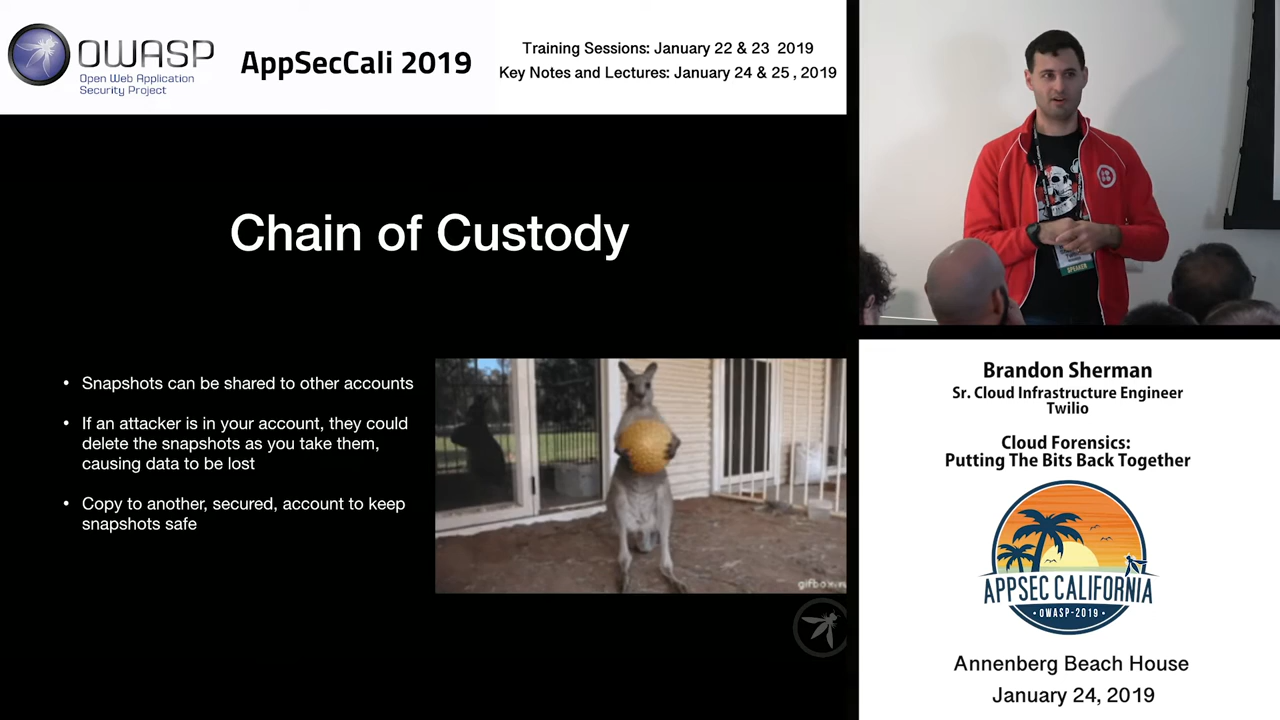 OWASP
Open Web Application
Security Project
AppSecCali 2019
Training Sessions: January 22 & 23 2019
Key Notes and Lectures: January 24 & 25 , 2019
Chain of Custody
• Snapshots can be shared to other accounts
• If an attacker is in your account, they could
delete the snapshots as you take them,
causing data to be lost
• Copy to another, secured, account to keep
snapshots safe
SPEAKER
Brandon Sherman
Sr. Cloud Infrastructure Engineer
Twilio
Cloud Forensics:
Putting The Bits Back Together
APPSEC CALIFORNIA
• OWASP-2019 •
Annenberg Beach House
January 24, 2019